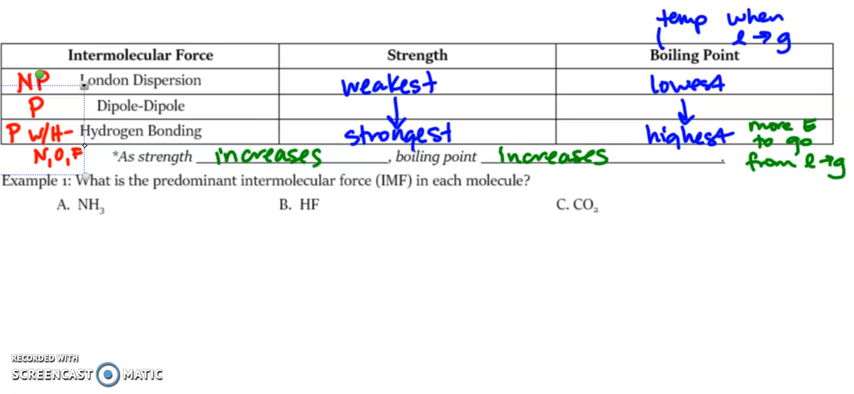 temp when
l → g
Intermolecular Force Strength Boiling Point
NP London Dispersion weakest lowest
P Dipole-Dipole
P w/H- Hydrogen Bonding strongest highest more E
N, O, F *As strength increases, boiling point increases. to go
from l → g
Example 1: What is the predominant intermolecular force (IMF) in each molecule?
A. NH₃ B. HF C. CO₂
RECORDED WITH
SCREENCAST MATIC